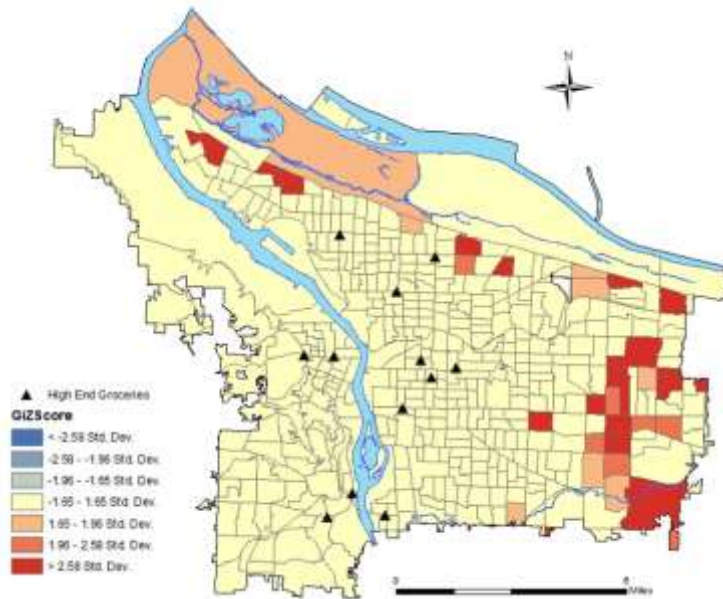 N
High End Groceries
GiZScore
< -2.58 Std. Dev.
-2.58 - -1.96 Std. Dev.
-1.96 - -1.65 Std. Dev.
-1.65 - 1.65 Std. Dev.
1.65 - 1.96 Std. Dev.
1.96 - 2.58 Std. Dev.
> 2.58 Std. Dev.
Miles